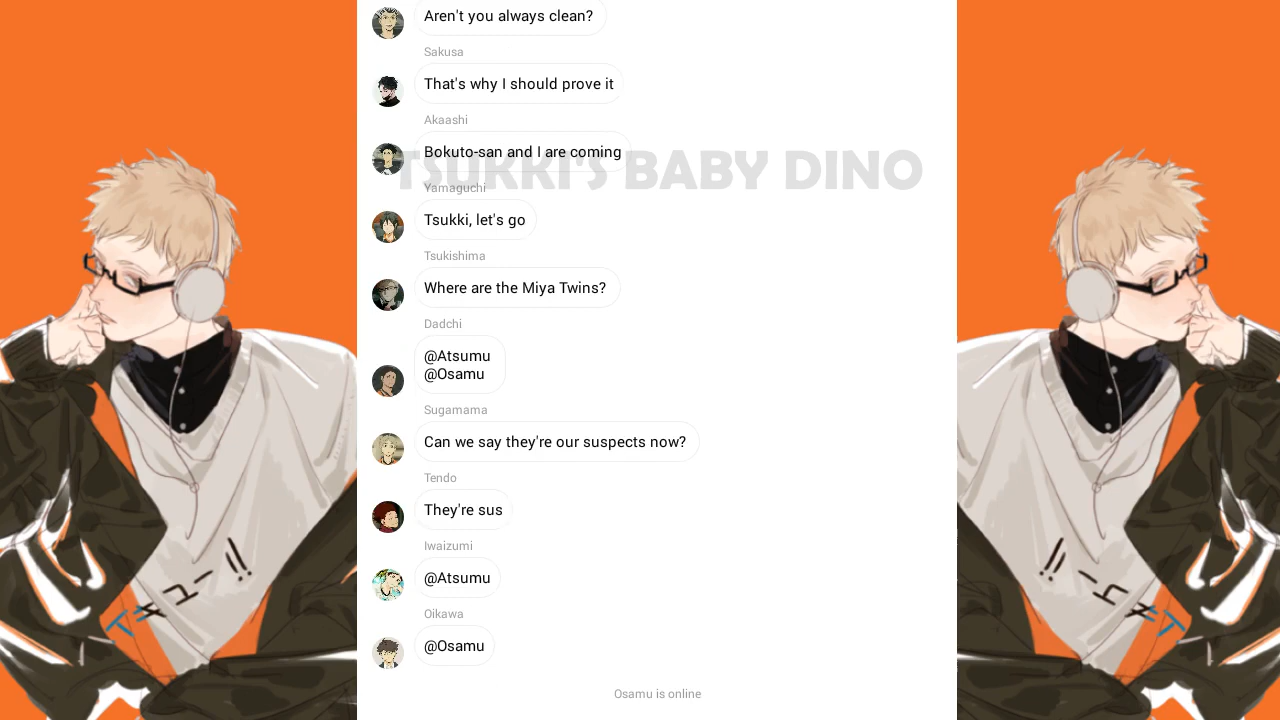 Aren't you always clean?
Sakusa
That's why I should prove it
Akaashi
Bokuto-san and I are coming
TSUKKI'S BABY DINO
Yamaguchi
Tsukki, let's go
Tsukishima
Where are the Miya Twins?
Dadchi
@Atsumu
@Osamu
Sugamama
Can we say they're our suspects now?
Tendo
They're sus
Iwaizumi
@Atsumu
Oikawa
@Osamu
Osamu is online